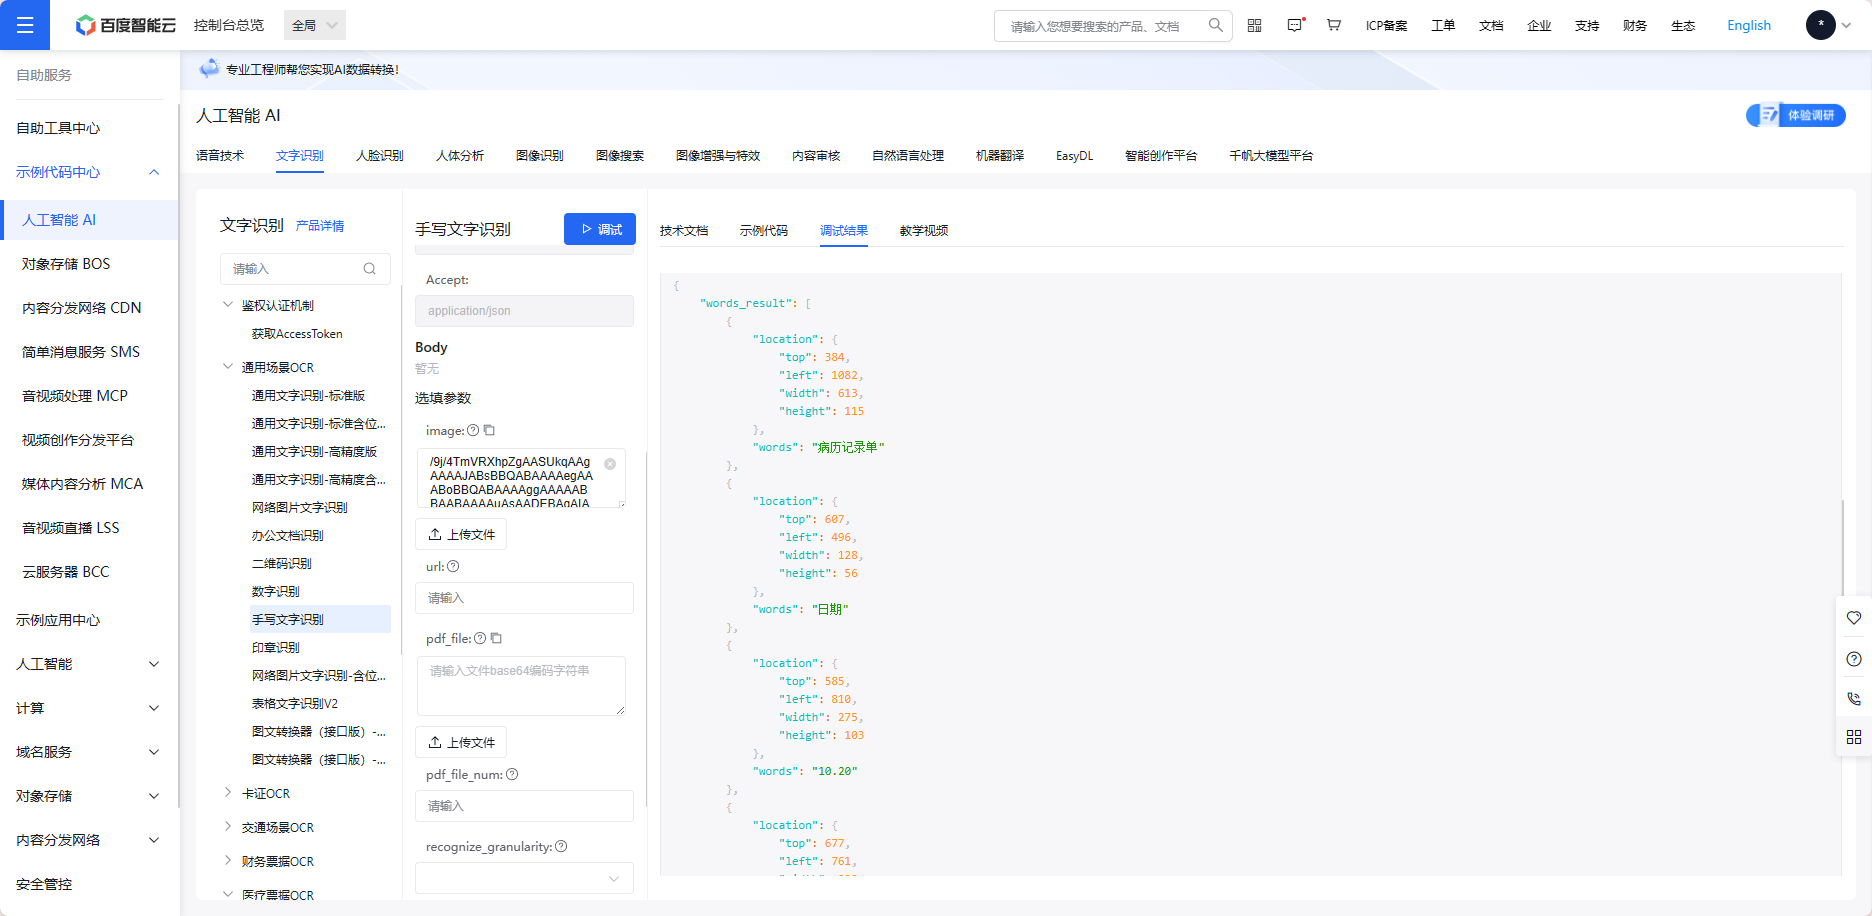 百度智能云 控制台总览 全局 请输入您想要搜索的产品、文档 ICP备案 工单 文档 企业 支持 财务 生态 English *
自助服务
自助工具中心
示例代码中心
人工智能 AI
对象存储 BOS
内容分发网络 CDN
简单消息服务 SMS
音视频处理 MCP
视频创作分发平台
媒体内容分析 MCA
音视频直播 LSS
云服务器 BCC
示例应用中心
人工智能
计算
域名服务
对象存储
内容分发网络
安全管控
专业工程师帮您实现AI数据转换！
人工智能 AI
体验调研
语音技术 文字识别 人脸识别 人体分析 图像识别 图像搜索 图像增强与特效 内容审核 自然语言处理 机器翻译 EasyDL 智能创作平台 千帆大模型平台
文字识别 产品详情
请输入
鉴权认证机制
获取AccessToken
通用场景OCR
通用文字识别-标准版
通用文字识别-标准含位...
通用文字识别-高精度版
通用文字识别-高精度含...
网络图片文字识别
办公文档识别
二维码识别
数字识别
手写文字识别
印章识别
网络图片文字识别-含位...
表格文字识别V2
图文转换器（接口版）-...
图文转换器（接口版）-...
卡证OCR
交通场景OCR
财务票据OCR
医疗票据OCR
手写文字识别 调试
Accept:
application/json
Body
暂无
选填参数
image:
/9j/4TmVRXhpZgAASUkqAAg
AAAAJABsBBQABAAAAegAA
ABoBBQABAAAAggAAAAAB
BAABAAAAuAsAADEBAgAIA
上传文件
url:
请输入
pdf_file:
请输入文件base64编码字符串
上传文件
pdf_file_num:
请输入
recognize_granularity:
技术文档 示例代码 调试结果 教学视频
{
"words_result": [
{
"location": {
"top": 384,
"left": 1082,
"width": 613,
"height": 115
},
"words": "病历记录单"
},
{
"location": {
"top": 607,
"left": 496,
"width": 128,
"height": 56
},
"words": "日期"
},
{
"location": {
"top": 585,
"left": 810,
"width": 275,
"height": 103
},
"words": "10.20"
},
{
"location": {
"top": 677,
"left": 761,